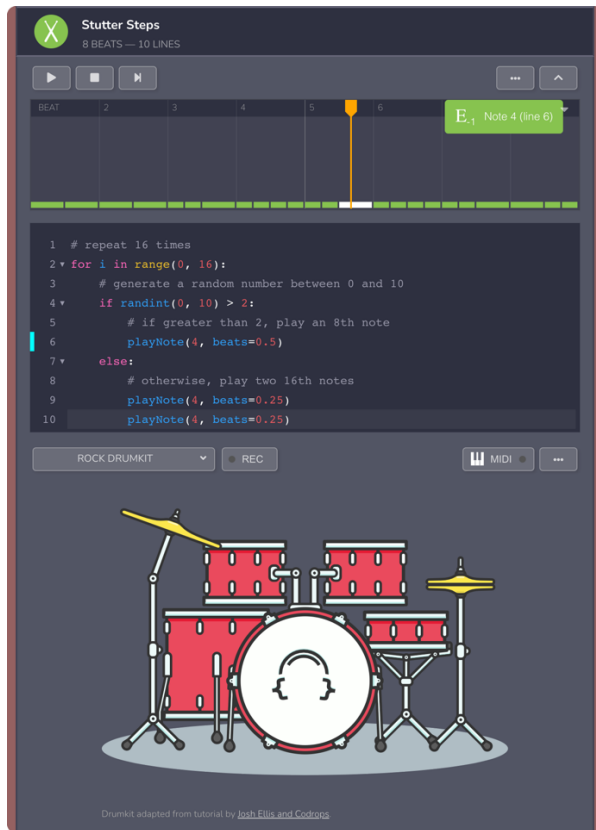 Stutter Steps
8 BEATS — 10 LINES
BEAT 2 3 4 5 6
E-1 Note 4 (line 6)
1 # repeat 16 times
2 for i in range(0, 16):
3 # generate a random number between 0 and 10
4 if randint(0, 10) > 2:
5 # if greater than 2, play an 8th note
6 playNote(4, beats=0.5)
7 else:
8 # otherwise, play two 16th notes
9 playNote(4, beats=0.25)
10 playNote(4, beats=0.25)
ROCK DRUMKIT REC MIDI
Drumkit adapted from tutorial by Josh Ellis and Codrops